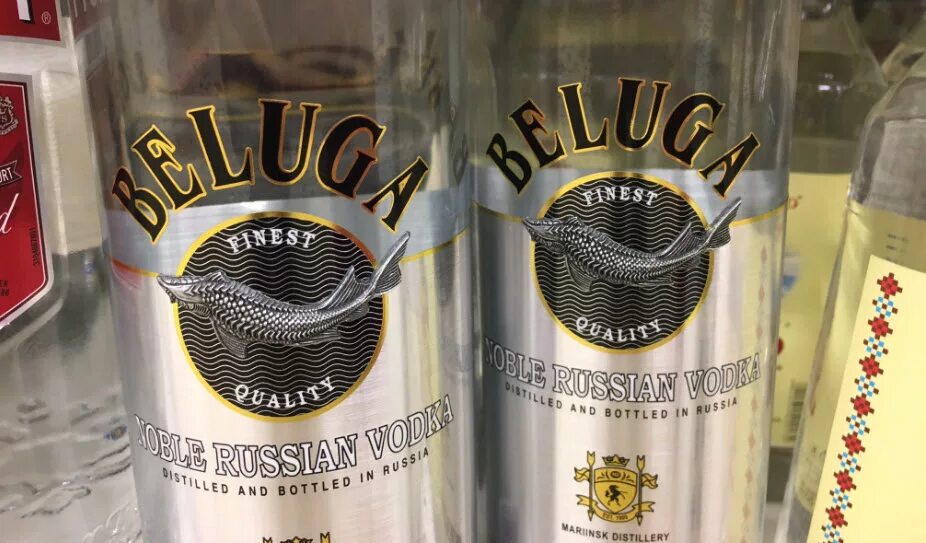 BELUGA
FINEST
QUALITY
NOBLE RUSSIAN VODKA
DISTILLED AND BOTTLED IN RUSSIA
BELUGA
FINEST
QUALITY
NOBLE RUSSIAN VODKA
DISTILLED AND BOTTLED IN RUSSIA
MARIINSK DISTILLERY